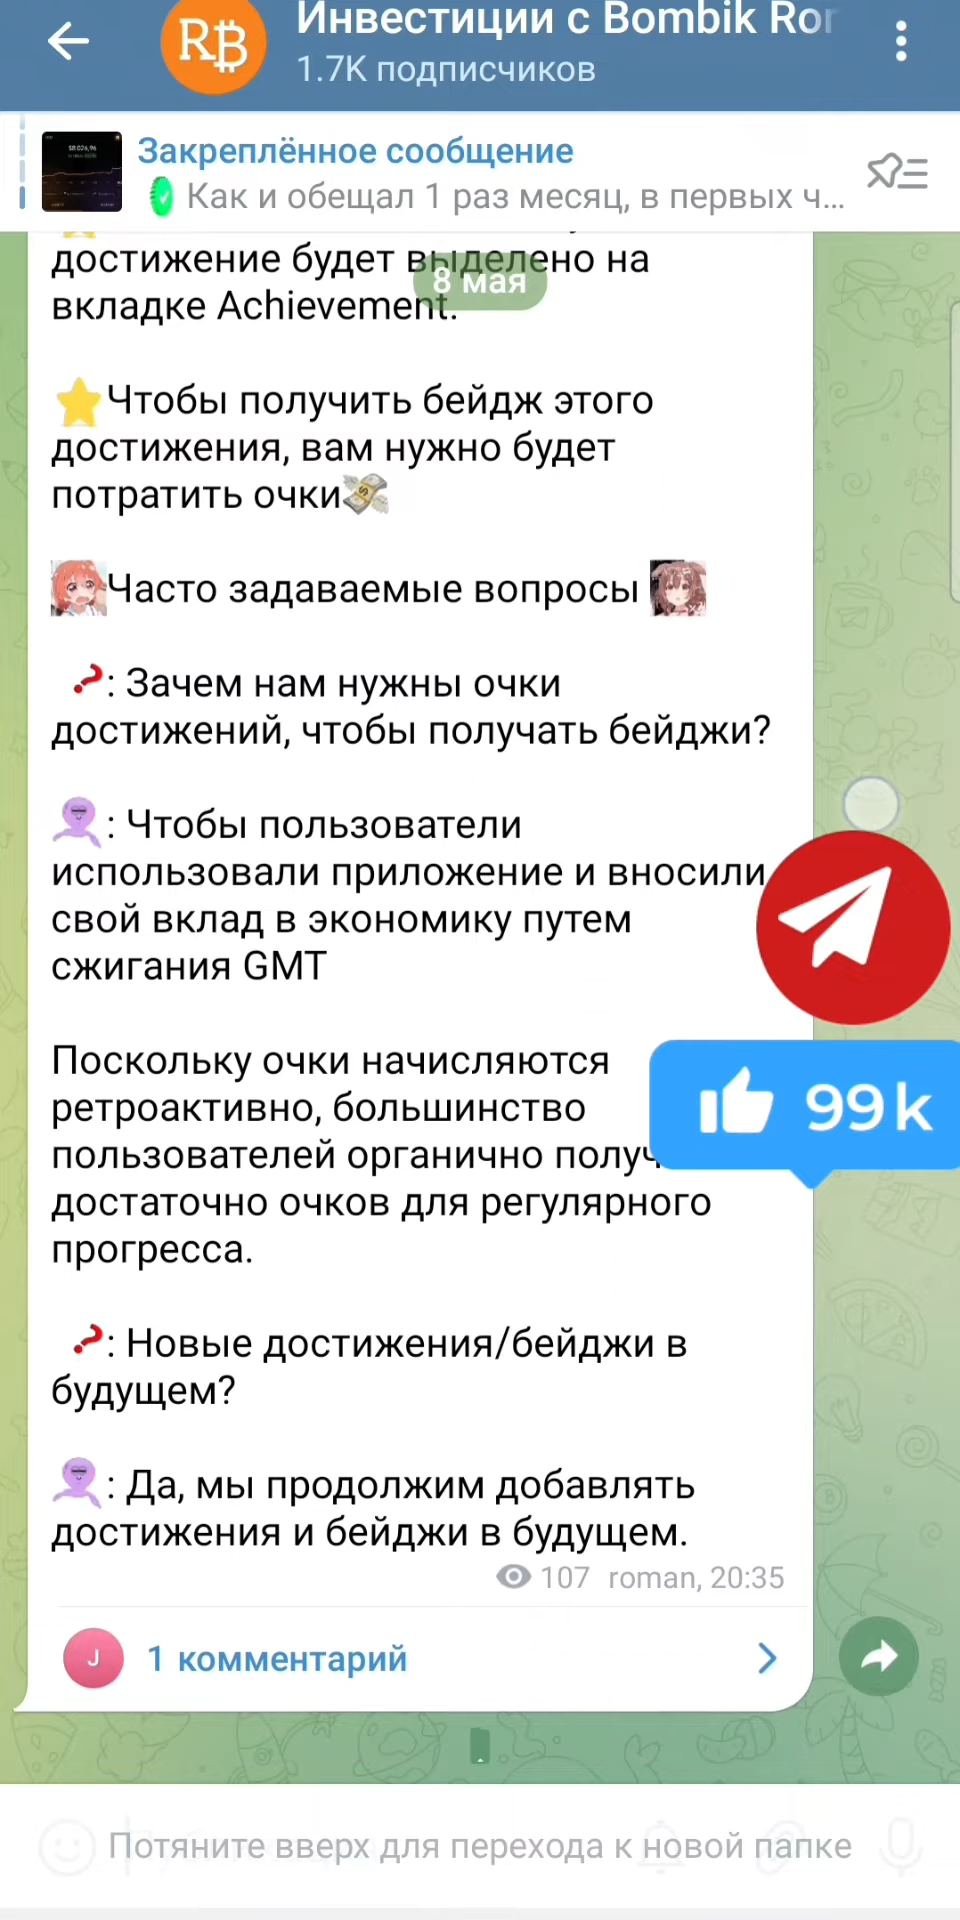 Инвестиции с Bombik Ror
1.7K подписчиков
Закреплённое сообщение
Как и обещал 1 раз месяц, в первых ч...
достижение будет выделено на
8 мая
вкладке Achievement.
Чтобы получить бейдж этого
достижения, вам нужно будет
потратить очки
Часто задаваемые вопросы
: Зачем нам нужны очки
достижений, чтобы получать бейджи?
: Чтобы пользователи
использовали приложение и вносили
свой вклад в экономику путем
сжигания GMT
Поскольку очки начисляются
ретроактивно, большинство
99k
пользователей органично получ
достаточно очков для регулярного
прогресса.
: Новые достижения/бейджи в
будущем?
: Да, мы продолжим добавлять
достижения и бейджи в будущем.
107 roman, 20:35
J
1 комментарий
Потяните вверх для перехода к новой папке